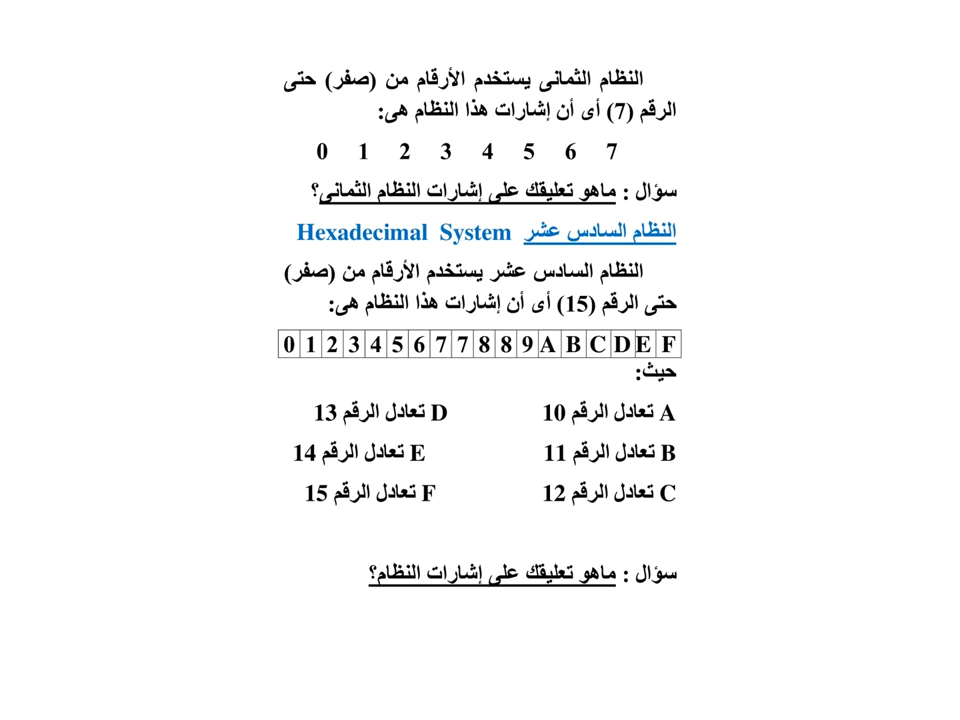 النظام الثمانى يستخدم الأرقام من (صفر) حتى
الرقم (7) أى أن إشارات هذا النظام هى:
0 1 2 3 4 5 6 7
سؤال : ماهو تعليقك على إشارات النظام الثمانى؟
النظام السادس عشر Hexadecimal System
النظام السادس عشر يستخدم الأرقام من (صفر)
حتى الرقم (15) أى أن إشارات هذا النظام هى:
0 1 2 3 4 5 6 7 7 8 8 9 A B C D E F
حيث:
A تعادل الرقم 10 D تعادل الرقم 13
B تعادل الرقم 11 E تعادل الرقم 14
C تعادل الرقم 12 F تعادل الرقم 15
سؤال : ماهو تعليقك على إشارات النظام؟